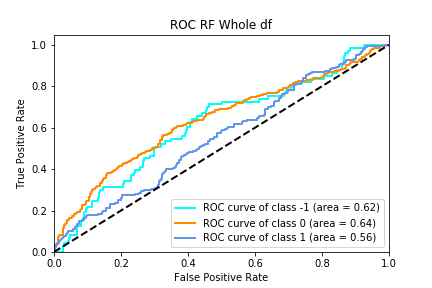 ROC RF Whole df
1.0
0.8
0.6
0.4
0.2
0.0
True Positive Rate
ROC curve of class -1 (area = 0.62)
ROC curve of class 0 (area = 0.64)
ROC curve of class 1 (area = 0.56)
0.0 0.2 0.4 0.6 0.8 1.0
False Positive Rate